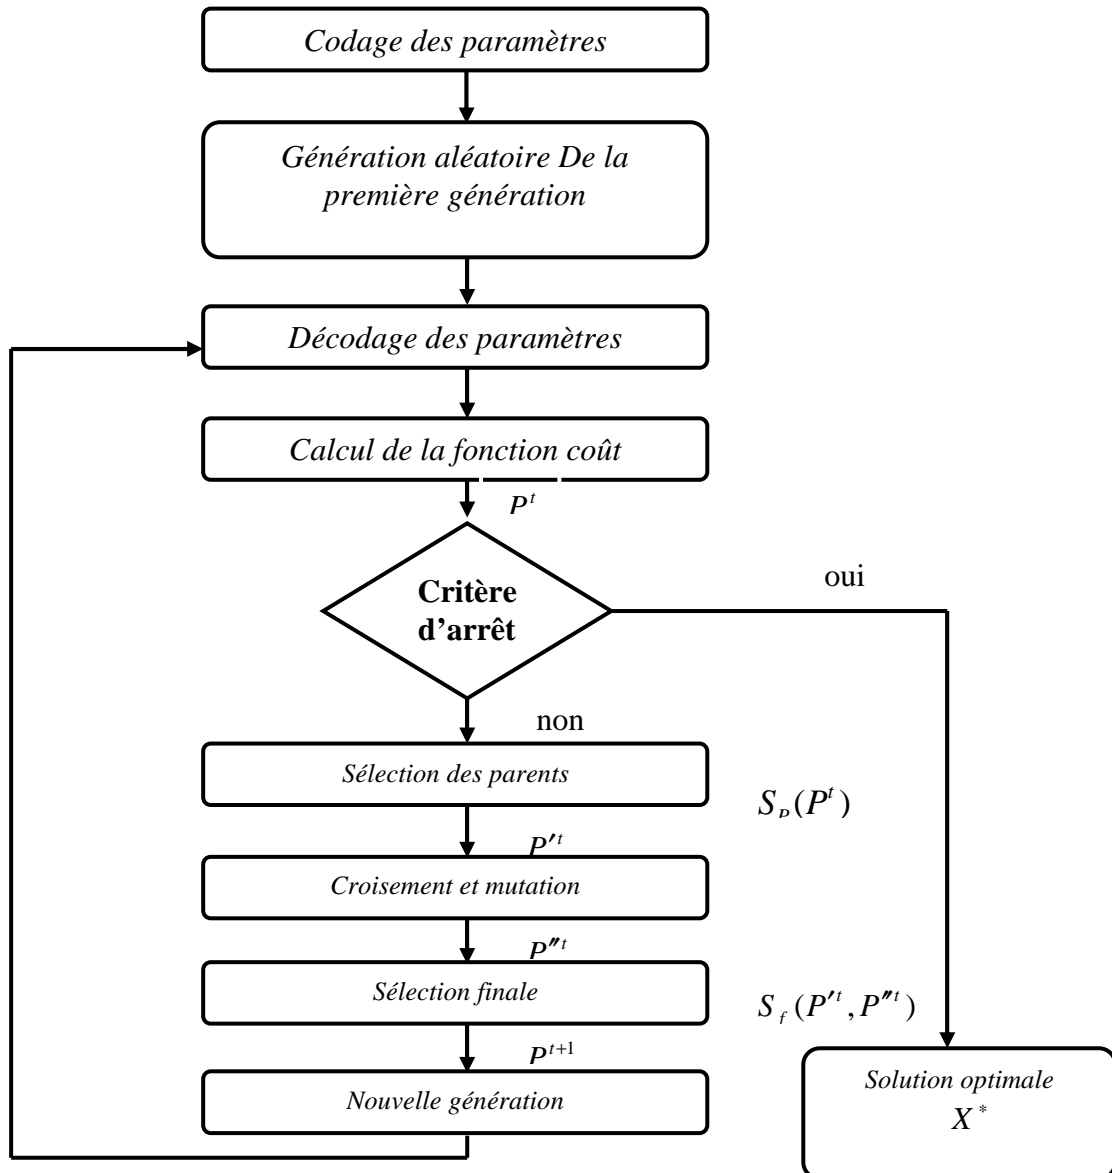 Codage des paramètres
Génération aléatoire De la
première génération
Décodage des paramètres
Calcul de la fonction coût
P^t
Critère
d’arrêt
oui
non
Sélection des parents
S_P(P^t)
P′^t
Croisement et mutation
P″^t
Sélection finale
S_f(P′^t, P″^t)
P^{t+1}
Nouvelle génération
Solution optimale
X*